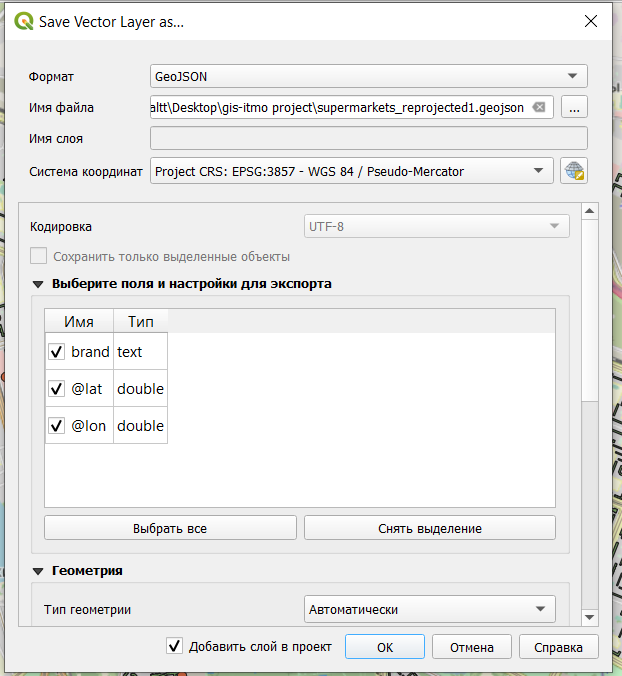 Save Vector Layer as...
Формат
GeoJSON
Имя файла
altt\Desktop\gis-itmo project\supermarkets_reprojected1.geojson
...
Имя слоя
Система координат
Project CRS: EPSG:3857 - WGS 84 / Pseudo-Mercator
Кодировка
UTF-8
Сохранить только выделенные объекты
Выберите поля и настройки для экспорта
Имя Тип
brand text
@lat double
@lon double
Выбрать все Снять выделение
Геометрия
Тип геометрии
Автоматически
Добавить слой в проект
OK Отмена Справка